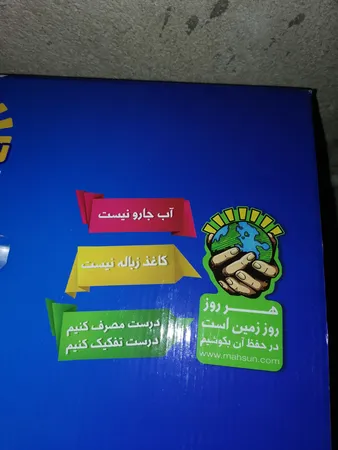 آب جارو نیست
کاغذ زباله نیست
درست مصرف کنیم
درست تفکیک کنیم
هر روز
روز زمین است
در حفظ آن بکوشیم
www.mahsun.com